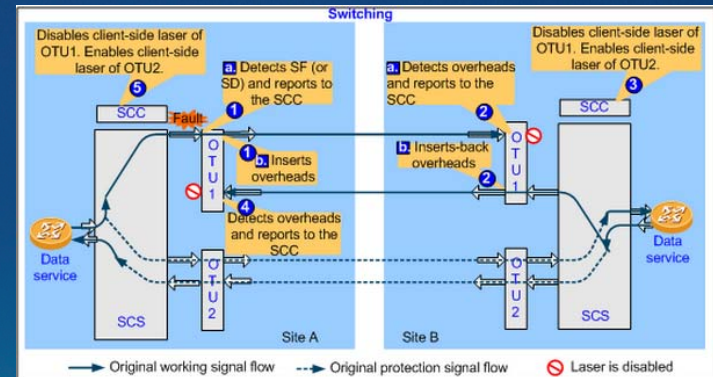 Switching
Disables client-side laser of
OTU1. Enables client-side
laser of OTU2.
5
SCC
Fault
a. Detects SF (or
SD) and reports to
the SCC
1
1
b. Inserts
overheads
OTU1
4
Detects overheads
and reports to the
SCC
Data
service
SCS
OTU2
Site A
a. Detects overheads
and reports to the
SCC
2
b. Inserts-back
overheads
2
OTU1
Disables client-side laser of
OTU1. Enables client-side
laser of OTU2.
3
SCC
Data
service
OTU2
Site B
SCS
Original working signal flow
Original protection signal flow
Laser is disabled